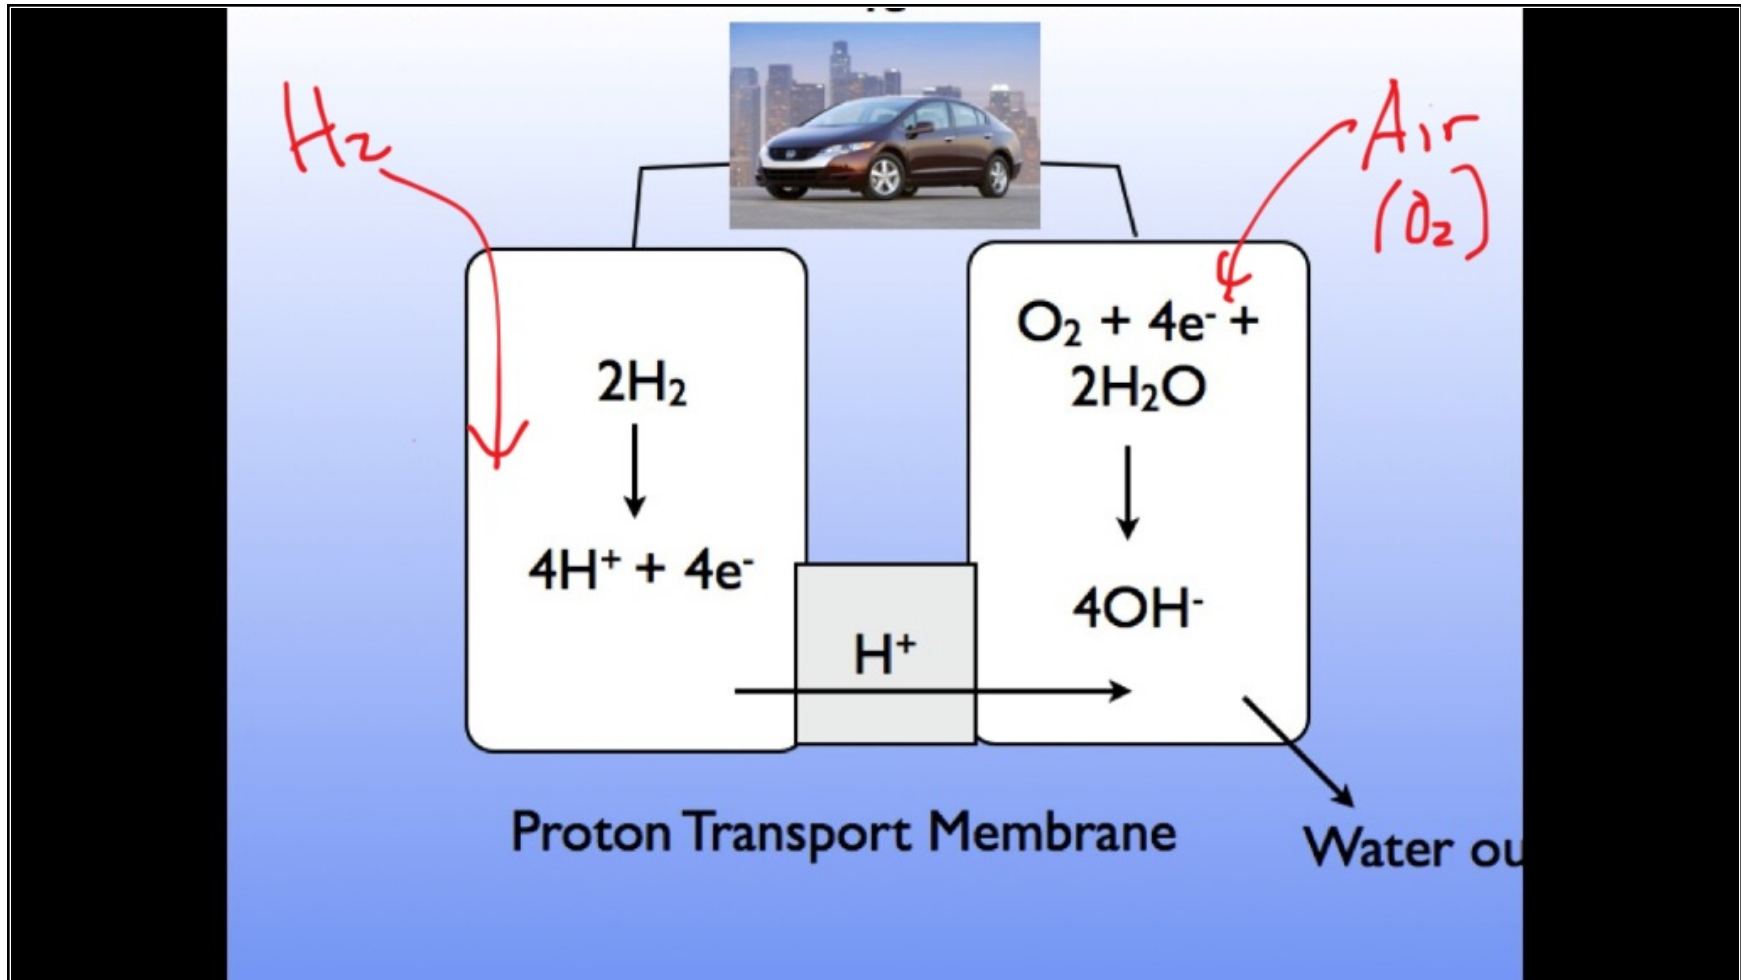 H₂
Air
(O₂)
2H₂
4H⁺ + 4e⁻
O₂ + 4e⁻ +
2H₂O
4OH⁻
H⁺
Proton Transport Membrane
Water ou